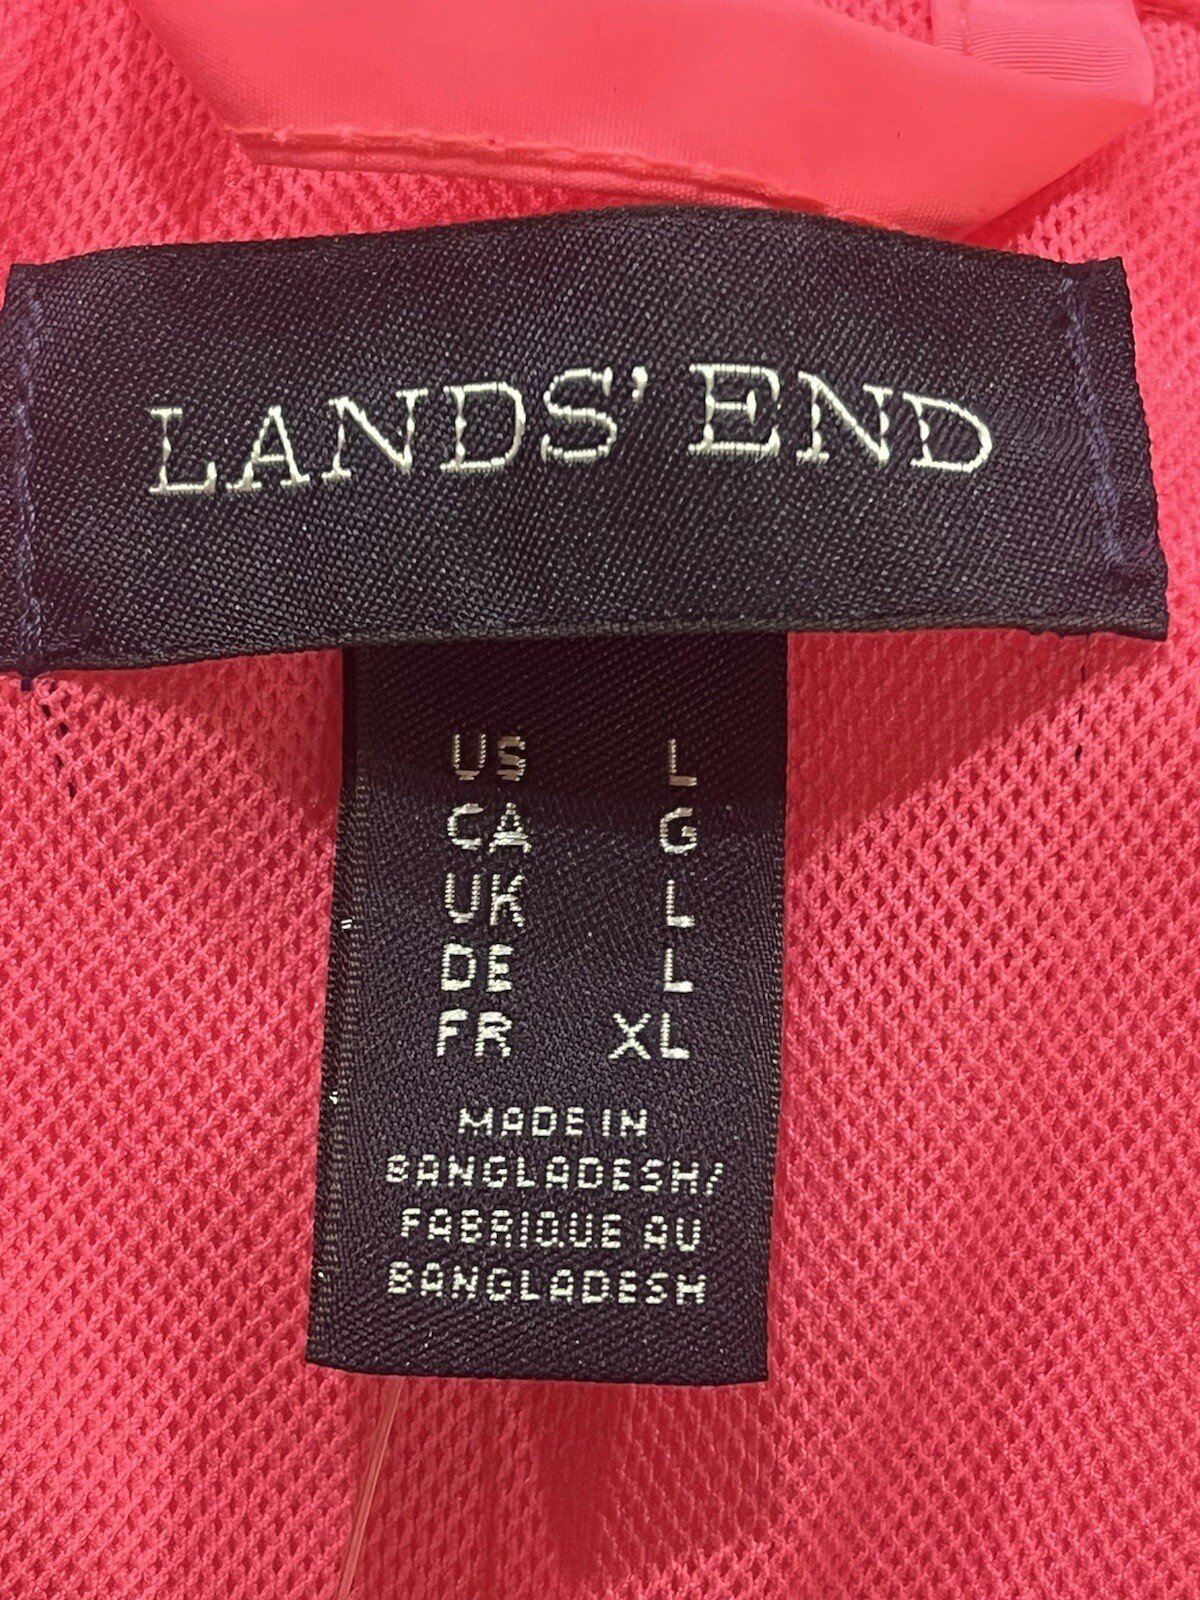 LANDS' END
US L
CA G
UK L
DE L
FR XL
MADE IN
BANGLADESH/
FABRIQUE AU
BANGLADESH